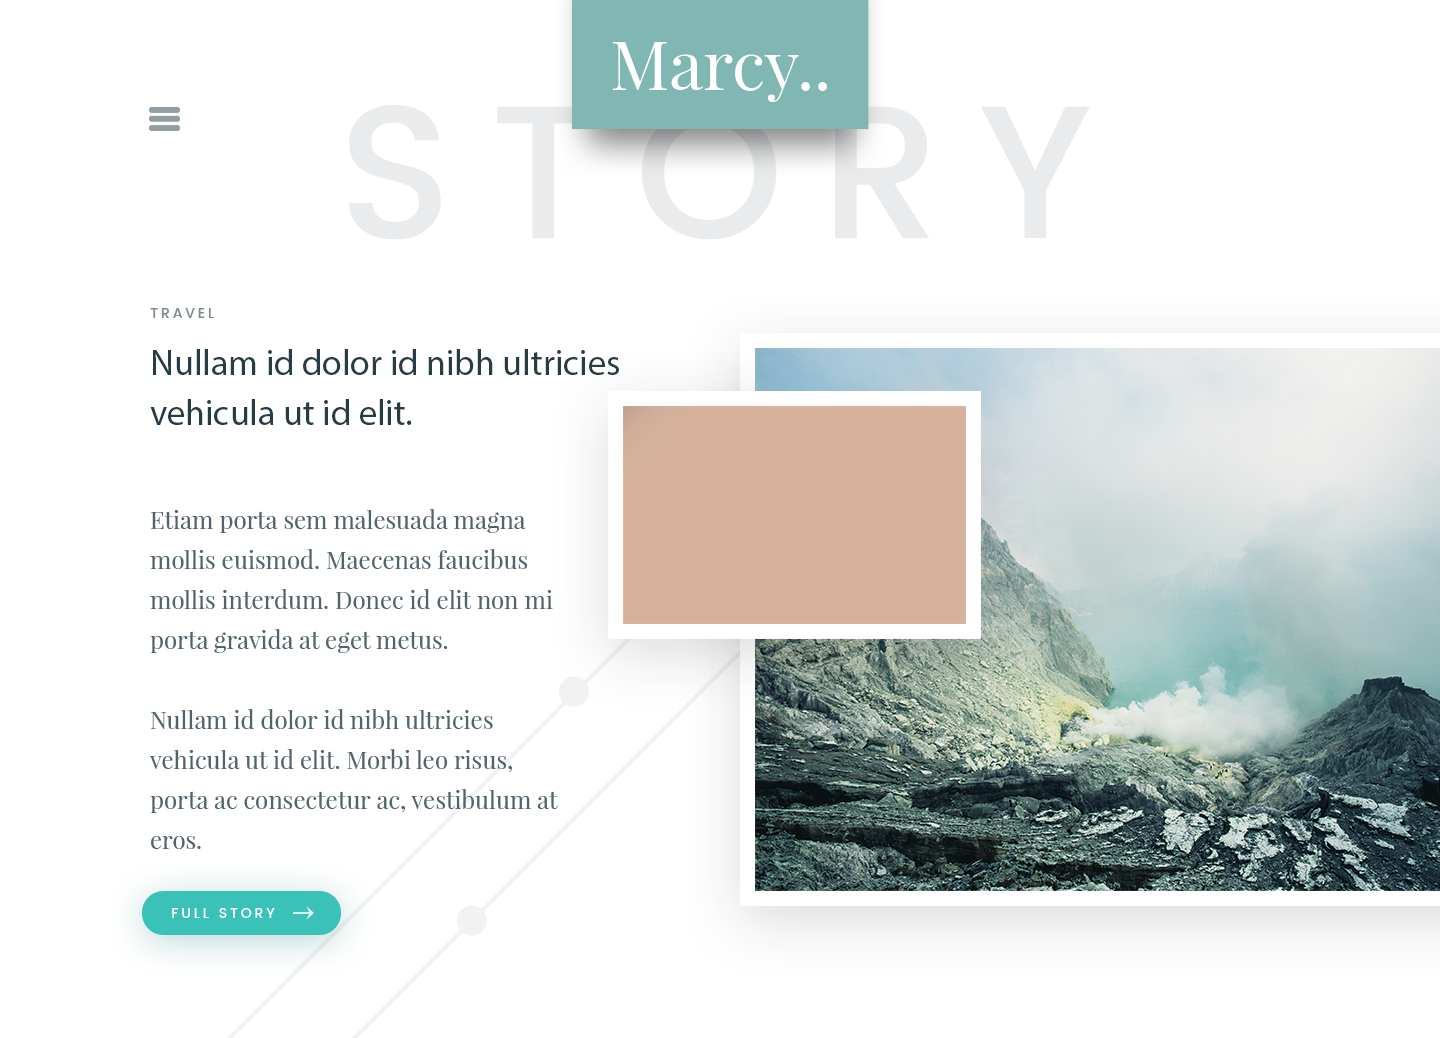 Marcy..
STORY
TRAVEL
Nullam id dolor id nibh ultricies
vehicula ut id elit.
Etiam porta sem malesuada magna
mollis euismod. Maecenas faucibus
mollis interdum. Donec id elit non mi
porta gravida at eget metus.
Nullam id dolor id nibh ultricies
vehicula ut id elit. Morbi leo risus,
porta ac consectetur ac, vestibulum at
eros.
FULL STORY